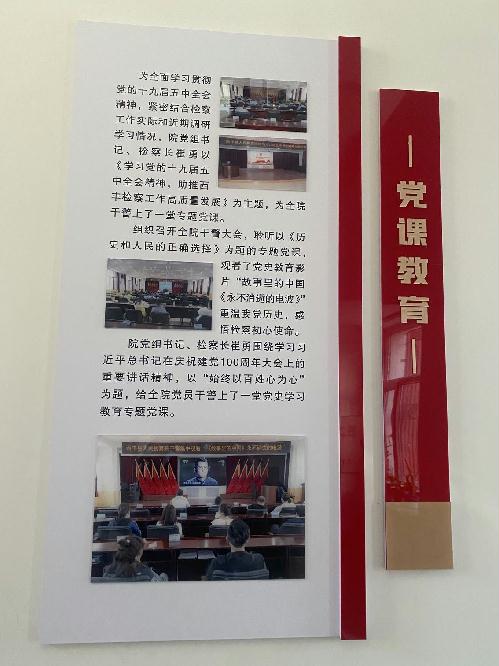 为全面学习贯彻
党的十九届五中全会
精神，紧密结合检察
工作实际和近期调研
学习情况，院党组书
记、检察长崔勇以
《学习党的十九届五
中全会精神，助推西
丰检察工作高质量发展》为主题，为全院
干警上了一堂专题党课。
组织召开全院干警大会，聆听以《历
史和人民的正确选择》为题的专题党课，
观看了党史教育影
片“故事里的中国
《永不消逝的电波》”
重温我党历史，感
悟检察初心使命。
院党组书记、检察长崔勇围绕学习习
近平总书记在庆祝建党100周年大会上的
重要讲话精神，以“始终以百姓心为心”
为题，给全院党员干警上了一堂党史学习
教育专题党课。
党课教育